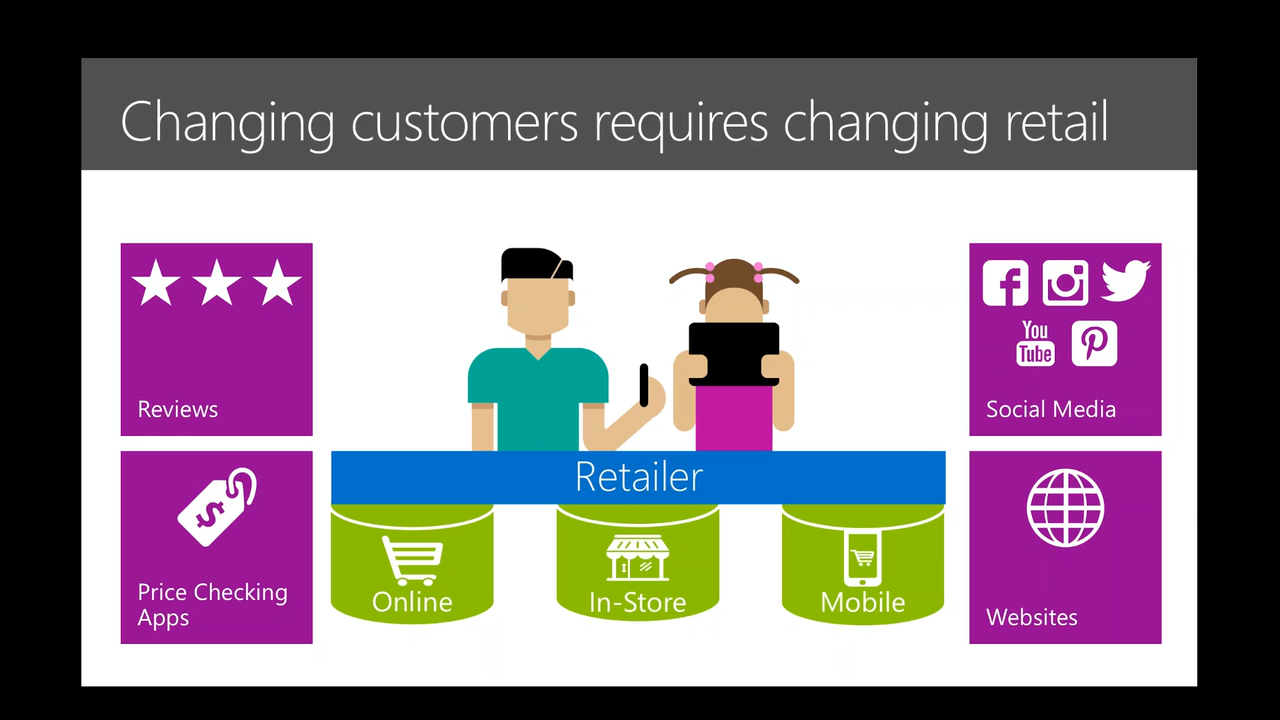 Changing customers requires changing retail
Reviews
Price Checking
Apps
Retailer
Online
In-Store
Mobile
You
Tube
Social Media
Websites